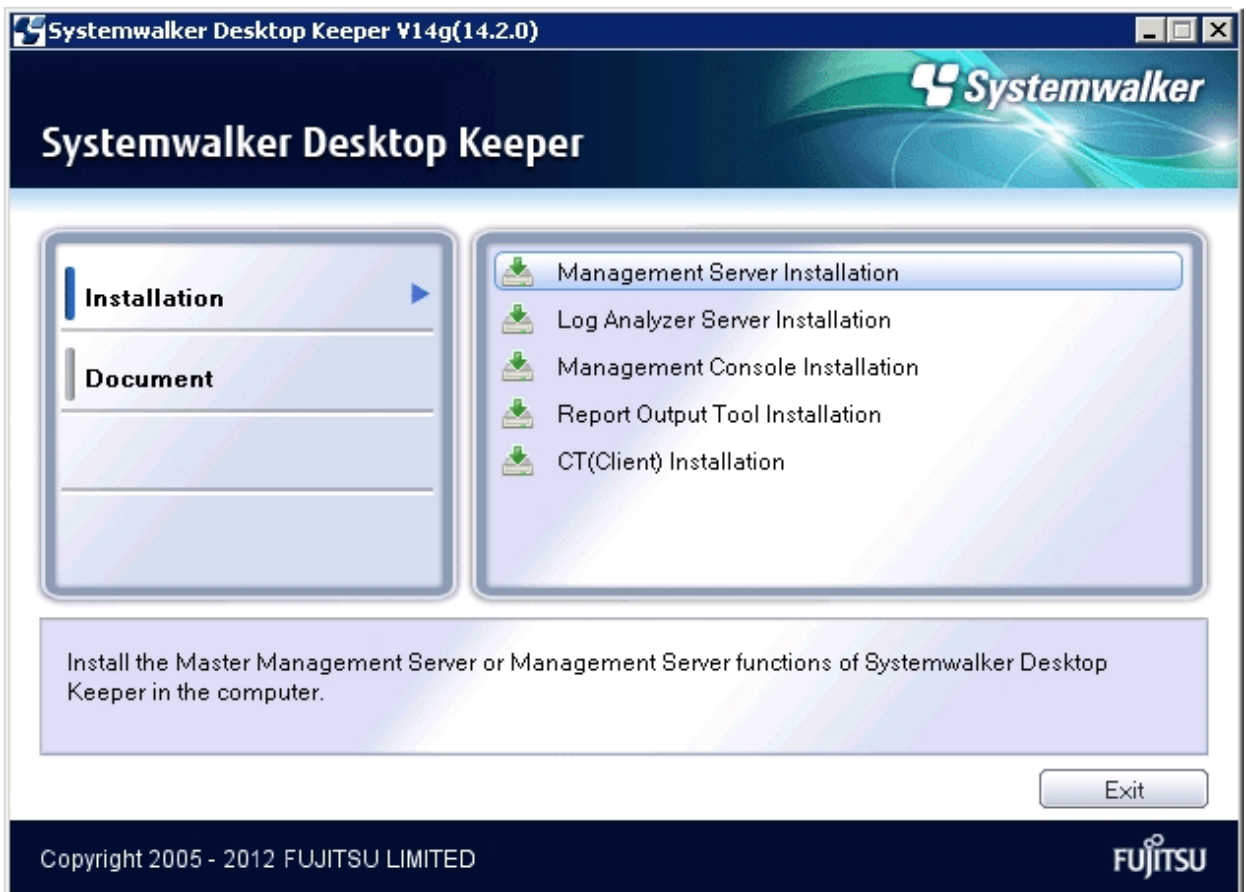 Systemwalker Desktop Keeper V14g(14.2.0)
Systemwalker
Systemwalker Desktop Keeper
Installation
Document
Management Server Installation
Log Analyzer Server Installation
Management Console Installation
Report Output Tool Installation
CT(Client) Installation
Install the Master Management Server or Management Server functions of Systemwalker Desktop
Keeper in the computer.
Exit
Copyright 2005 - 2012 FUJITSU LIMITED
FUJITSU